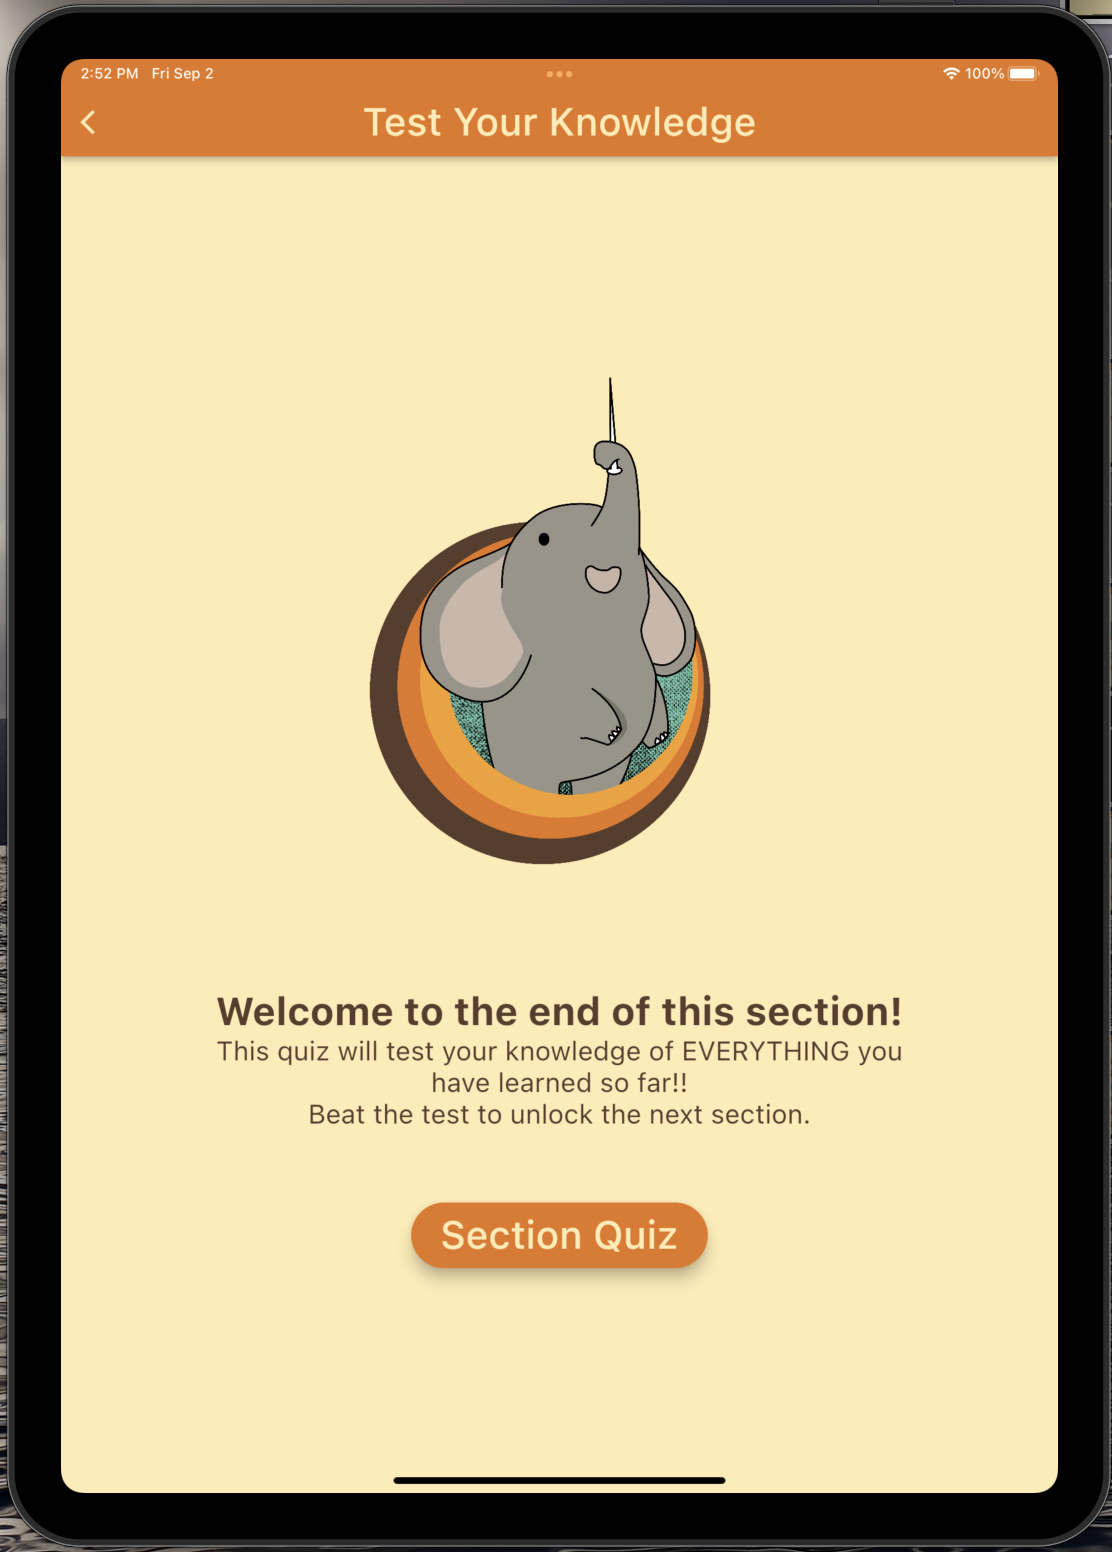 2:52 PM Fri Sep 2
100%
Test Your Knowledge
Welcome to the end of this section!
This quiz will test your knowledge of EVERYTHING you
have learned so far!!
Beat the test to unlock the next section.
Section Quiz